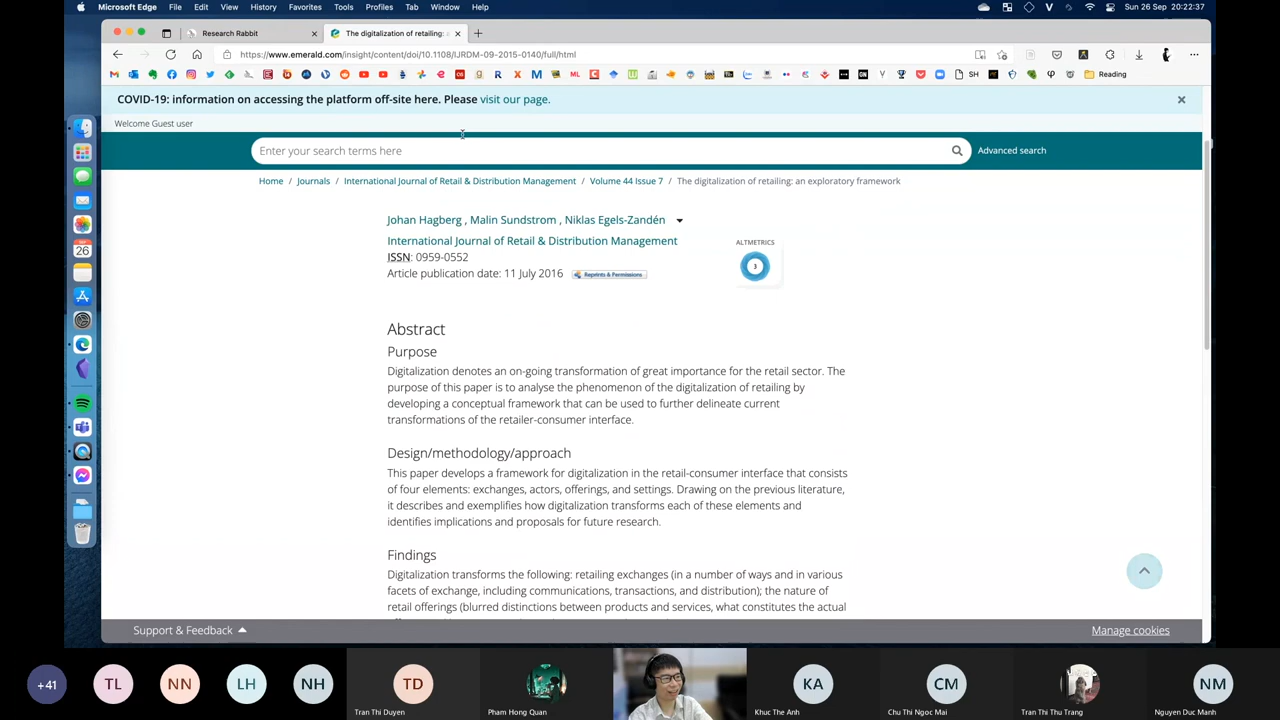 Microsoft Edge File Edit View History Favorites Tools Profiles Tab Window Help
Sun 26 Sep 20:22:37
Research Rabbit
The digitalization of retailing: a
https://www.emerald.com/insight/content/doi/10.1108/IJRDM-09-2015-0140/full/html
SH
Reading
COVID-19: information on accessing the platform off-site here. Please visit our page.
Welcome Guest user
Enter your search terms here
Advanced search
Home / Journals / International Journal of Retail & Distribution Management / Volume 44 Issue 7 / The digitalization of retailing: an exploratory framework
Johan Hagberg , Malin Sundstrom , Niklas Egels-Zandén
International Journal of Retail & Distribution Management
ISSN: 0959-0552
Article publication date: 11 July 2016
Reprints & Permissions
ALTMETRICS
3
Abstract
Purpose
Digitalization denotes an on-going transformation of great importance for the retail sector. The
purpose of this paper is to analyse the phenomenon of the digitalization of retailing by
developing a conceptual framework that can be used to further delineate current
transformations of the retailer-consumer interface.
Design/methodology/approach
This paper develops a framework for digitalization in the retail-consumer interface that consists
of four elements: exchanges, actors, offerings, and settings. Drawing on the previous literature,
it describes and exemplifies how digitalization transforms each of these elements and
identifies implications and proposals for future research.
Findings
Digitalization transforms the following: retailing exchanges (in a number of ways and in various
facets of exchange, including communications, transactions, and distribution); the nature of
retail offerings (blurred distinctions between products and services, what constitutes the actual
Support & Feedback
Manage cookies
+41
TL
NN
LH
NH
TD
KA
CM
NM
Tran Thi Duyen
Pham Hong Quan
Khuc The Anh
Chu Thi Ngoc Mai
Tran Thi Thu Trang
Nguyen Duc Manh